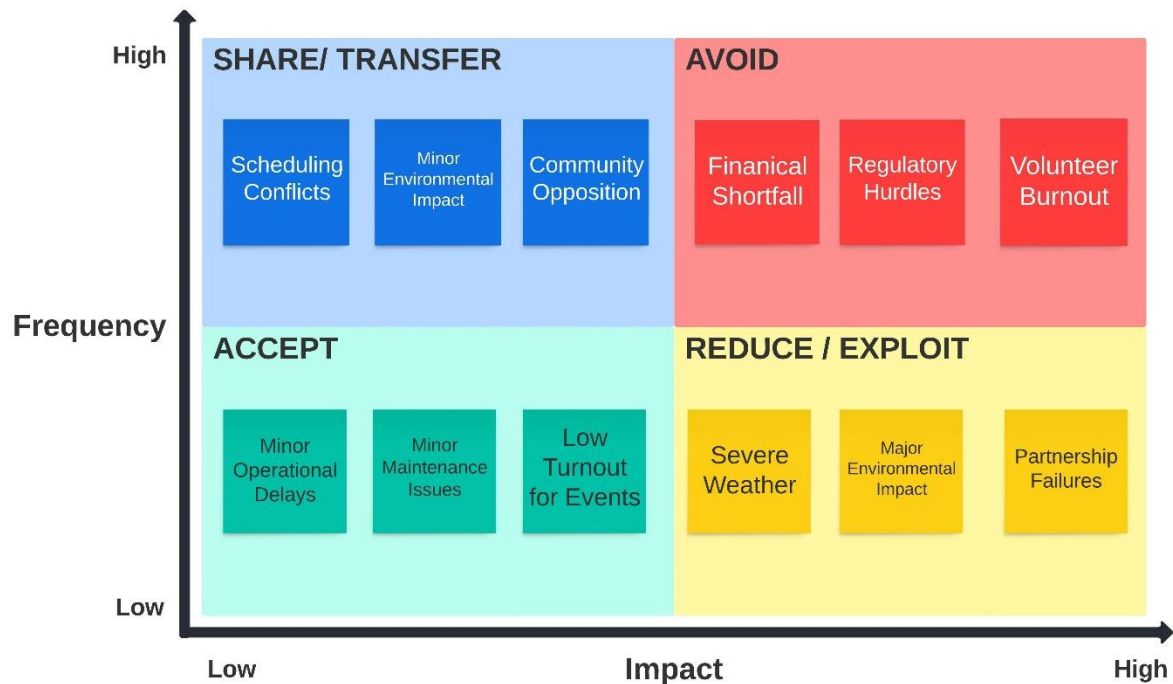 High
SHARE/ TRANSFER
AVOID
Scheduling
Conflicts
Minor
Environmental
Impact
Community
Opposition
Finanical
Shortfall
Regulatory
Hurdles
Volunteer
Burnout
Frequency
ACCEPT
REDUCE / EXPLOIT
Minor
Operational
Delays
Minor
Maintenance
Issues
Low
Turnout
for Events
Severe
Weather
Major
Environmental
Impact
Partnership
Failures
Low
Low
Impact
High